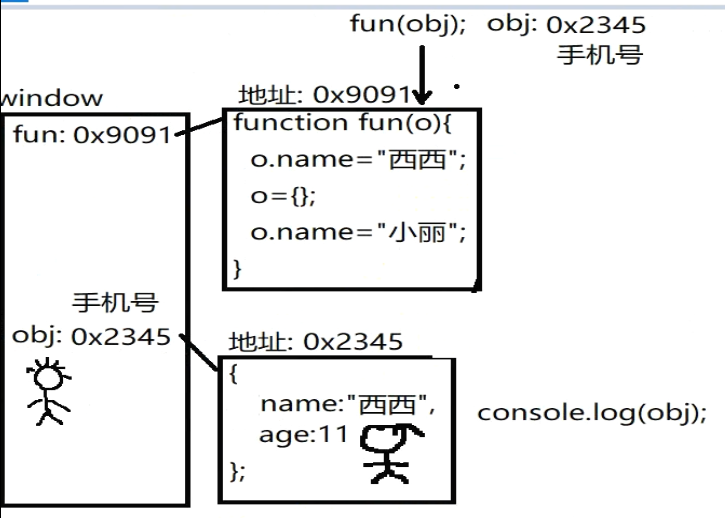 fun(obj); obj: 0x2345
手机号
window
地址: 0x9091
fun: 0x9091
function fun(o){
o.name="西西";
o={};
o.name="小丽";
}
手机号
obj: 0x2345
地址: 0x2345
{
name:"西西",
age:11
};
console.log(obj);